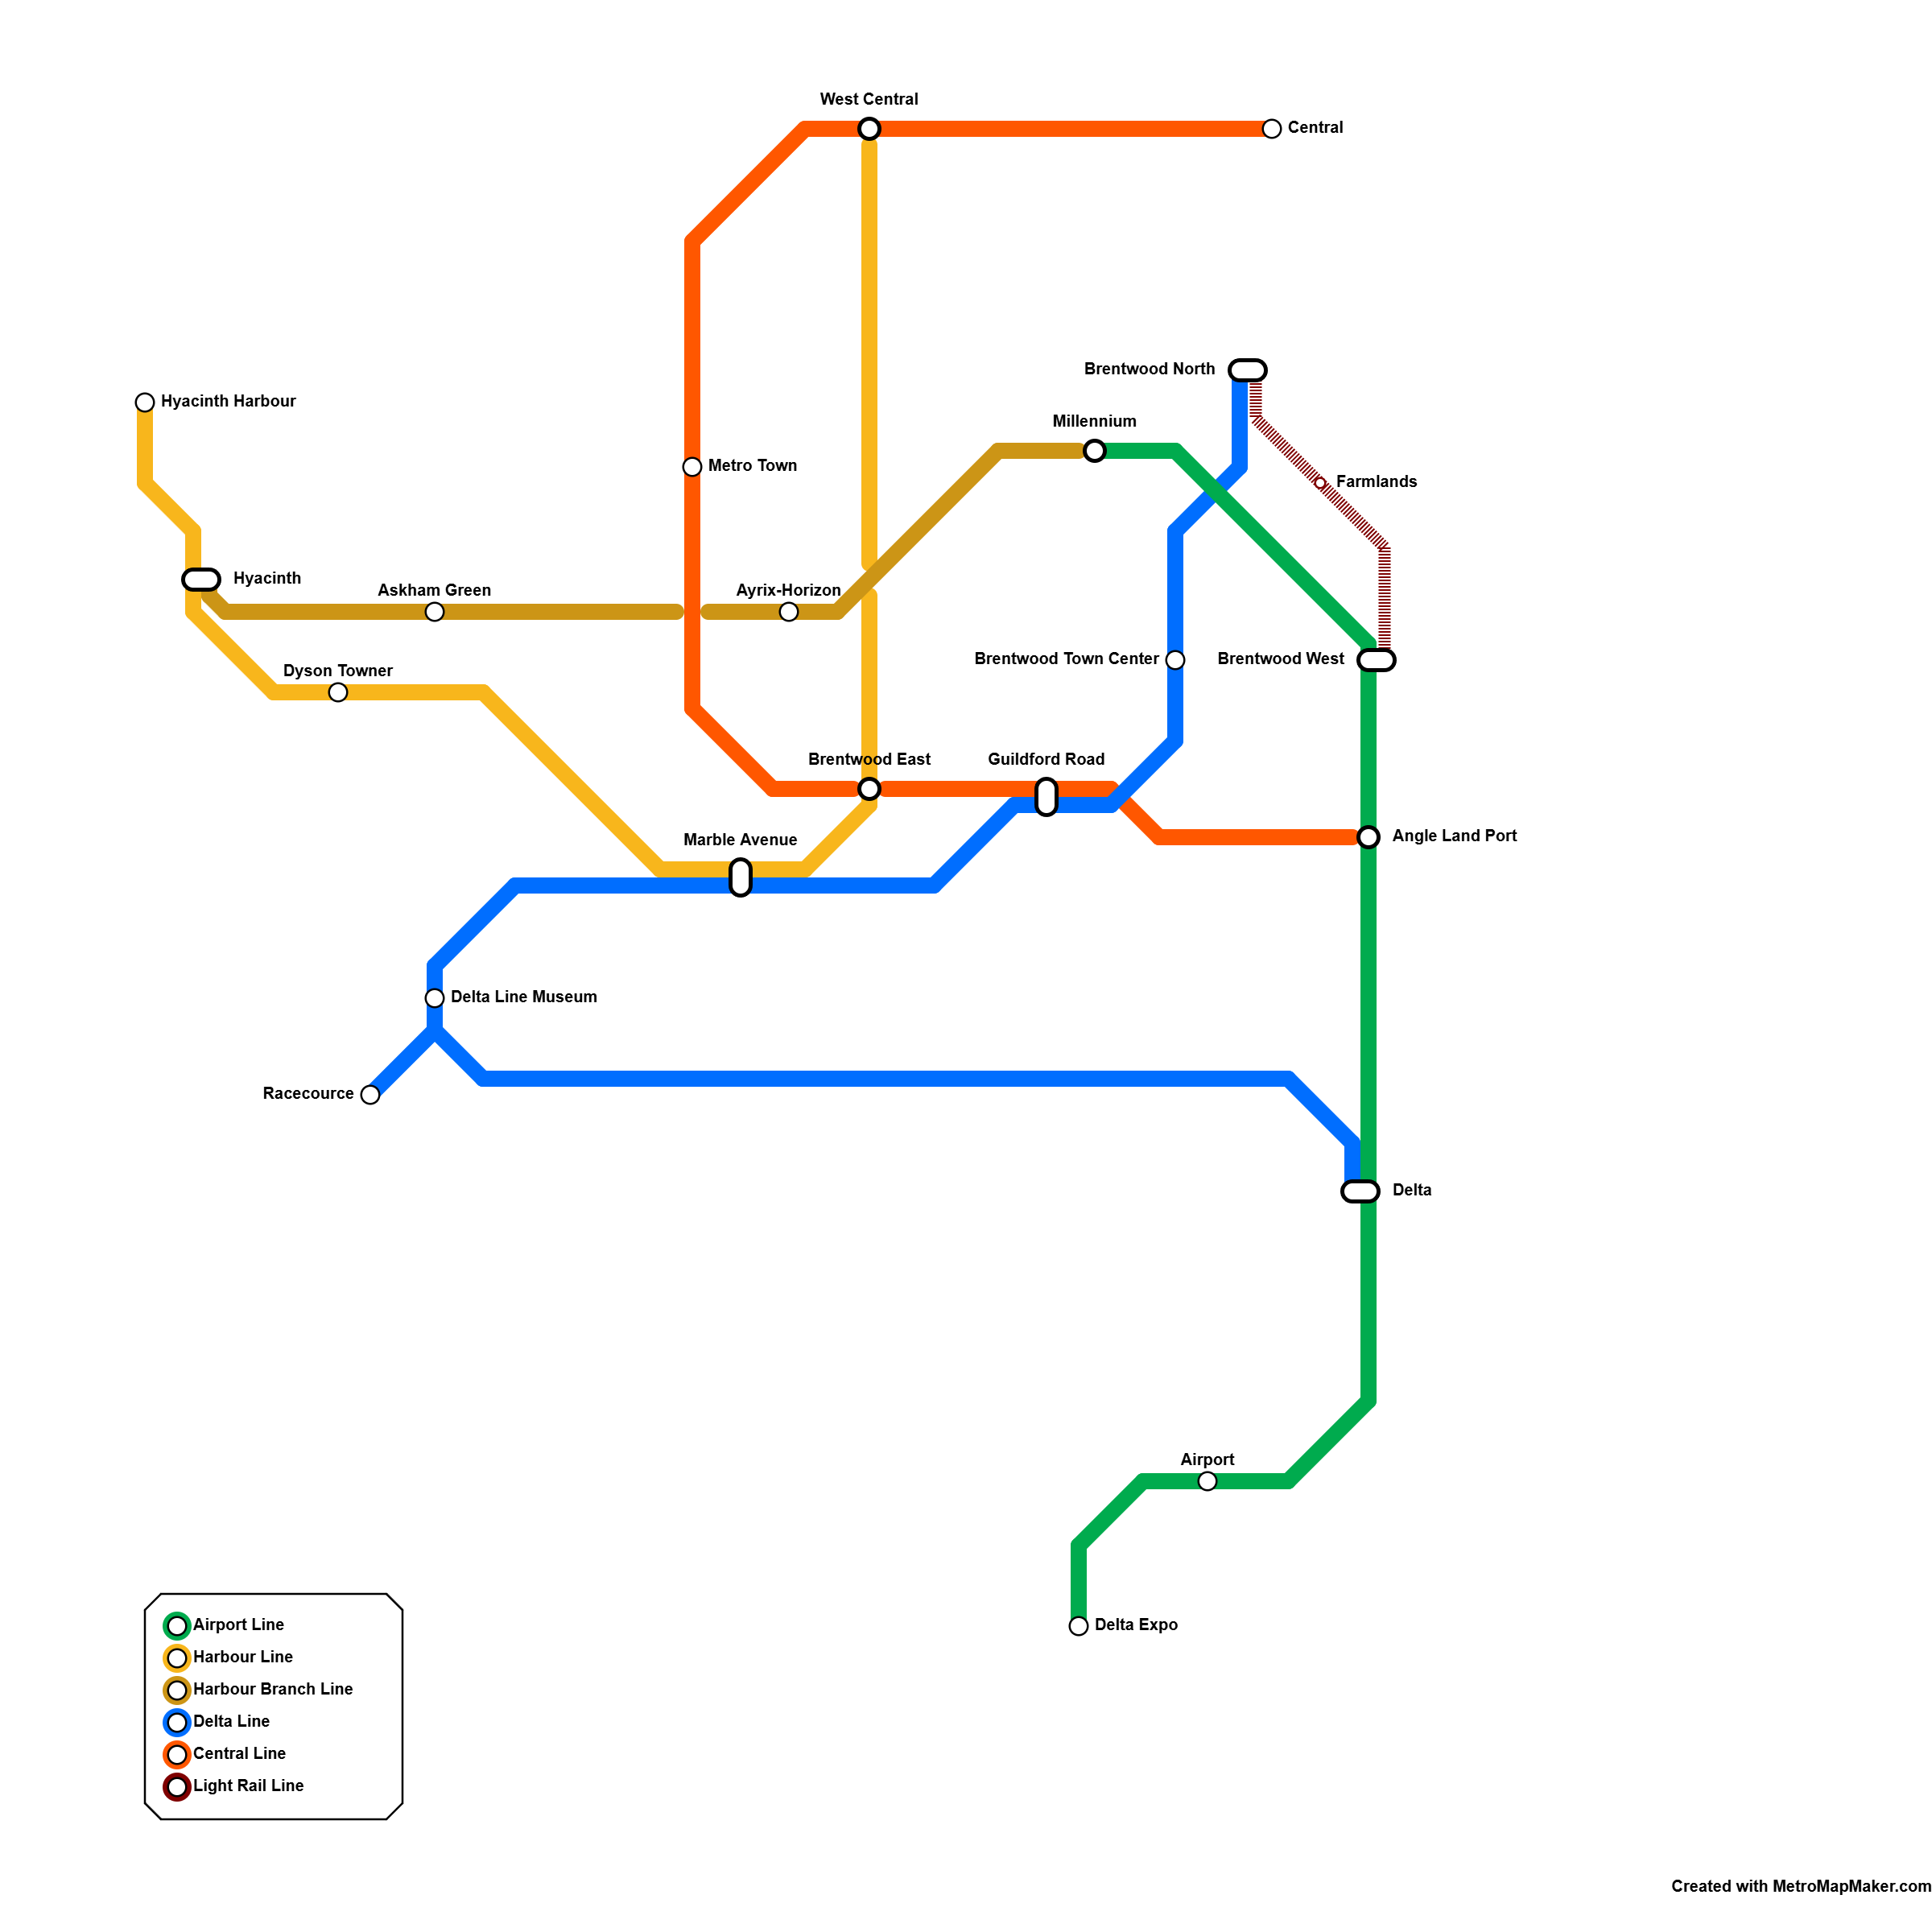 West Central
Central
Brentwood North
Hyacinth Harbour
Millennium
Metro Town
Farmlands
Hyacinth
Askham Green
Ayrix-Horizon
Dyson Towner
Brentwood Town Center
Brentwood West
Brentwood East
Guildford Road
Marble Avenue
Angle Land Port
Delta Line Museum
Racecource
Delta
Airport
Delta Expo
Airport Line
Harbour Line
Harbour Branch Line
Delta Line
Central Line
Light Rail Line
Created with MetroMapMaker.com